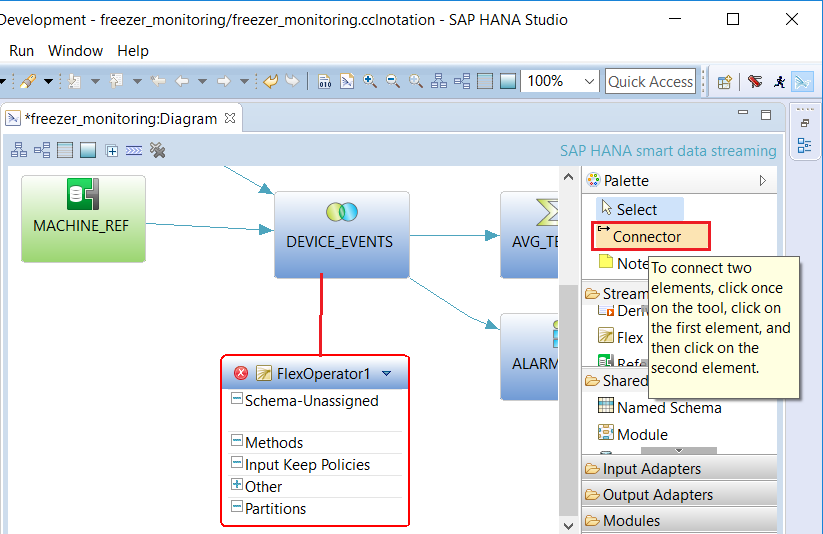 Development - freezer_monitoring/freezer_monitoring.cclnotation - SAP HANA Studio
Run Window Help
010
100%
Quick Access
*freezer_monitoring:Diagram
SAP HANA smart data streaming
MACHINE_REF
DEVICE_EVENTS
AVG_TE
ALARM
FlexOperator1
Schema-Unassigned
Methods
Input Keep Policies
Other
Partitions
Palette
Select
Connector
Note
To connect two
elements, click once
on the tool, click on
the first element, and
then click on the
second element.
Stream
Flex
Shared
Named Schema
Module
Input Adapters
Output Adapters
Modules